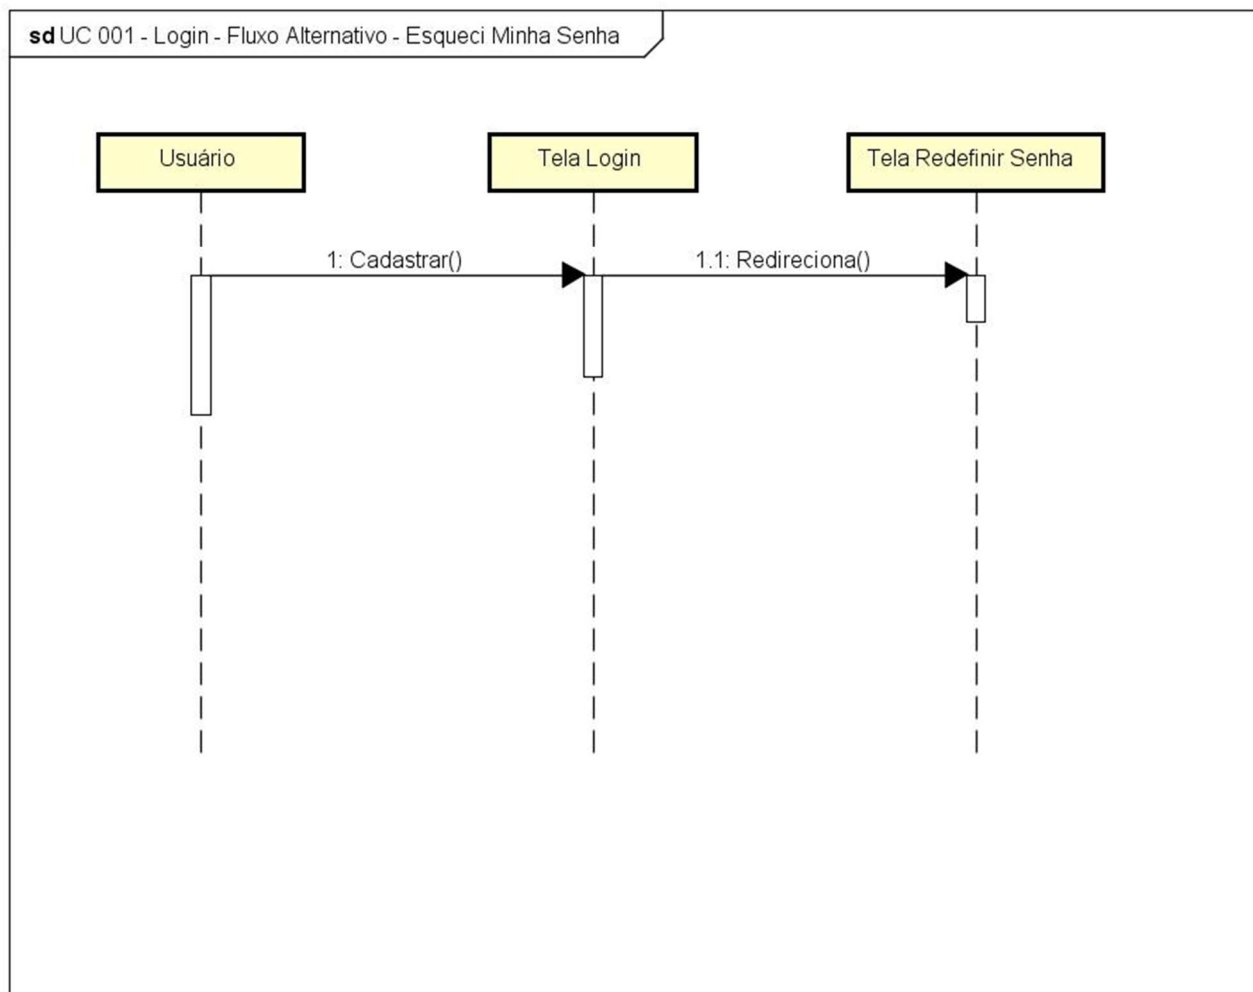 sd UC 001 - Login - Fluxo Alternativo - Esqueci Minha Senha
Usuário
Tela Login
Tela Redefinir Senha
1: Cadastrar()
1.1: Redireciona()